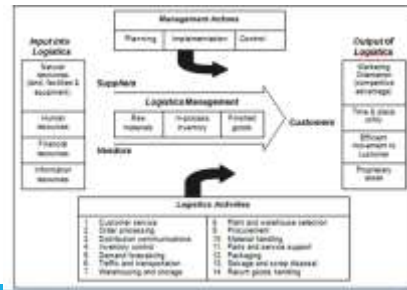 Management Actions
Planning
Implementation
Control
Input into
Logistics
Natural
resources
(land, facilities &
equipment)
Human
resources
Financial
resources
Information
resources
Suppliers
Logistics Management
Raw
materials
In-process
inventory
Finished
goods
Vendors
Customers
Output of
Logistics
Marketing
Orientation
(competitive
advantage)
Time & place
utility
Efficient
movement to
customer
Proprietary
asset
Logistics Activities
1. Customer service
2. Order processing
3. Distribution communications
4. Inventory control
5. Demand forecasting
6. Traffic and transportation
7. Warehousing and storage
8. Plant and warehouse selection
9. Procurement
10. Material handling
11. Parts and service support
12. Packaging
13. Salvage and scrap disposal
14. Return goods handling